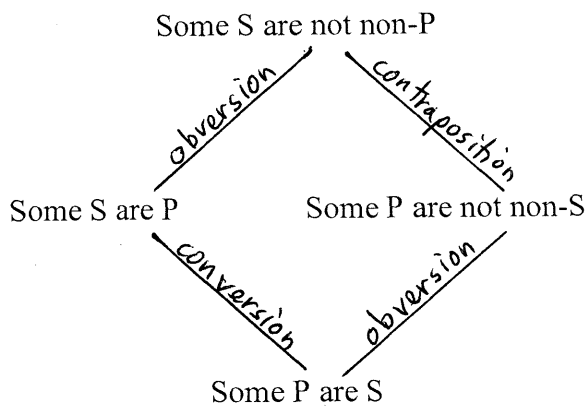 Some S are not non-P
obversion
contraposition
Some S are P
Some P are not non-S
conversion
obversion
Some P are S